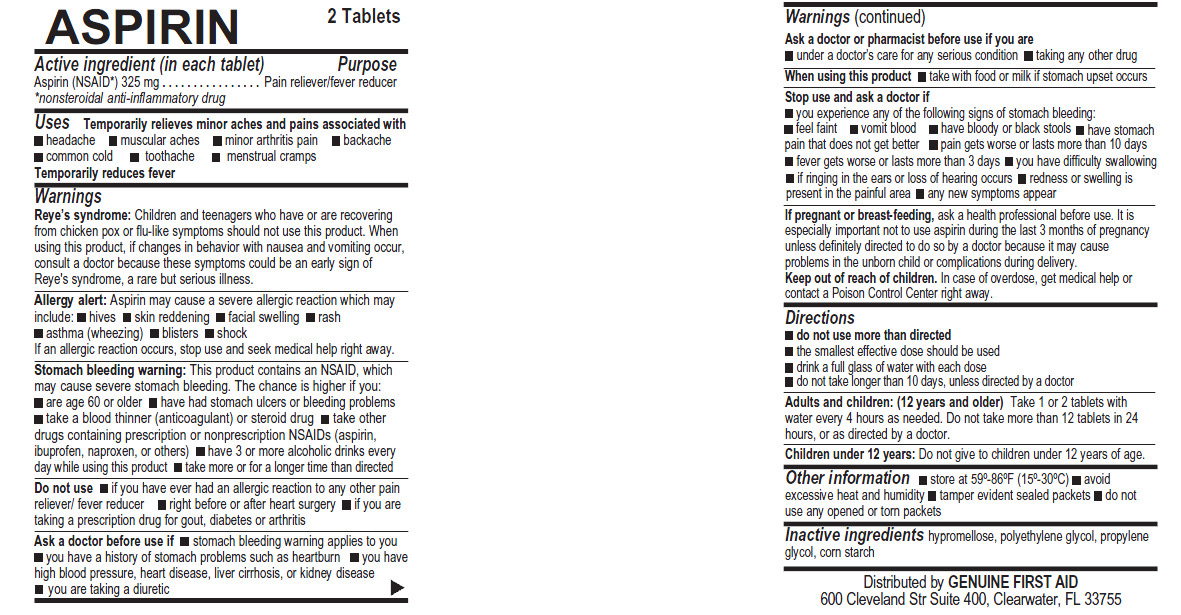 ASPIRIN 2 Tablets
Active ingredient (in each tablet) Purpose
Aspirin (NSAID*) 325 mg . . . . . . . . . . . . . . . . Pain reliever/fever reducer
*nonsteroidal anti-inflammatory drug
Uses Temporarily relieves minor aches and pains associated with
■ headache ■ muscular aches ■ minor arthritis pain ■ backache
■ common cold ■ toothache ■ menstrual cramps
Temporarily reduces fever
Warnings
Reye's syndrome: Children and teenagers who have or are recovering
from chicken pox or flu-like symptoms should not use this product. When
using this product, if changes in behavior with nausea and vomiting occur,
consult a doctor because these symptoms could be an early sign of
Reye's syndrome, a rare but serious illness.
Allergy alert: Aspirin may cause a severe allergic reaction which may
include: ■ hives ■ skin reddening ■ facial swelling ■ rash
■ asthma (wheezing) ■ blisters ■ shock
If an allergic reaction occurs, stop use and seek medical help right away.
Stomach bleeding warning: This product contains an NSAID, which
may cause severe stomach bleeding. The chance is higher if you:
■ are age 60 or older ■ have had stomach ulcers or bleeding problems
■ take a blood thinner (anticoagulant) or steroid drug ■ take other
drugs containing prescription or nonprescription NSAIDs (aspirin,
ibuprofen, naproxen, or others) ■ have 3 or more alcoholic drinks every
day while using this product ■ take more or for a longer time than directed
Do not use ■ if you have ever had an allergic reaction to any other pain
reliever/ fever reducer ■ right before or after heart surgery ■ if you are
taking a prescription drug for gout, diabetes or arthritis
Ask a doctor before use if ■ stomach bleeding warning applies to you
■ you have a history of stomach problems such as heartburn ■ you have
high blood pressure, heart disease, liver cirrhosis, or kidney disease
■ you are taking a diuretic
Warnings (continued)
Ask a doctor or pharmacist before use if you are
■ under a doctor's care for any serious condition ■ taking any other drug
When using this product ■ take with food or milk if stomach upset occurs
Stop use and ask a doctor if
■ you experience any of the following signs of stomach bleeding:
■ feel faint ■ vomit blood ■ have bloody or black stools ■ have stomach
pain that does not get better ■ pain gets worse or lasts more than 10 days
■ fever gets worse or lasts more than 3 days ■ you have difficulty swallowing
■ if ringing in the ears or loss of hearing occurs ■ redness or swelling is
present in the painful area ■ any new symptoms appear
If pregnant or breast-feeding, ask a health professional before use. It is
especially important not to use aspirin during the last 3 months of pregnancy
unless definitely directed to do so by a doctor because it may cause
problems in the unborn child or complications during delivery.
Keep out of reach of children. In case of overdose, get medical help or
contact a Poison Control Center right away.
Directions
■ do not use more than directed
■ the smallest effective dose should be used
■ drink a full glass of water with each dose
■ do not take longer than 10 days, unless directed by a doctor
Adults and children: (12 years and older) Take 1 or 2 tablets with
water every 4 hours as needed. Do not take more than 12 tablets in 24
hours, or as directed by a doctor.
Children under 12 years: Do not give to children under 12 years of age.
Other information ■ store at 59º-86ºF (15º-30ºC) ■ avoid
excessive heat and humidity ■ tamper evident sealed packets ■ do not
use any opened or torn packets
Inactive ingredients hypromellose, polyethylene glycol, propylene
glycol, corn starch
Distributed by GENUINE FIRST AID
600 Cleveland Str Suite 400, Clearwater, FL 33755